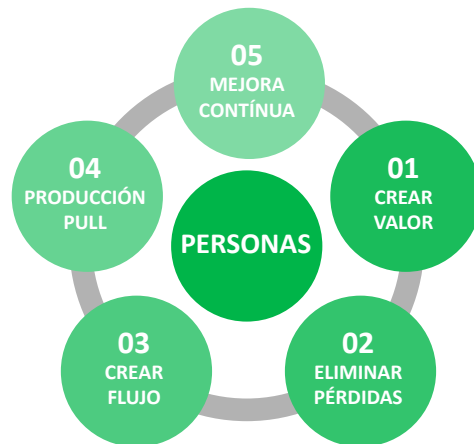 05
MEJORA
CONTÍNUA
01
CREAR
VALOR
02
ELIMINAR
PÉRDIDAS
03
CREAR
FLUJO
04
PRODUCCIÓN
PULL
PERSONAS